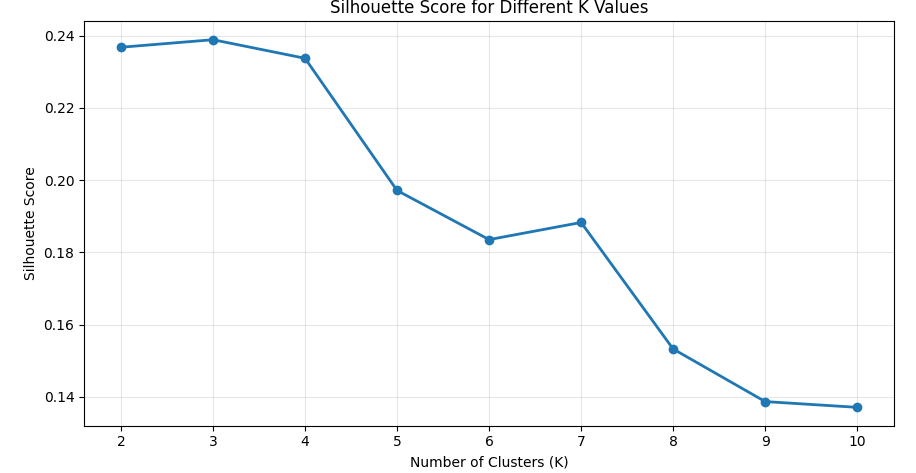 Silhouette Score for Different K Values
0.24
0.22
0.20
0.18
0.16
0.14
Silhouette Score
2 3 4 5 6 7 8 9 10
Number of Clusters (K)